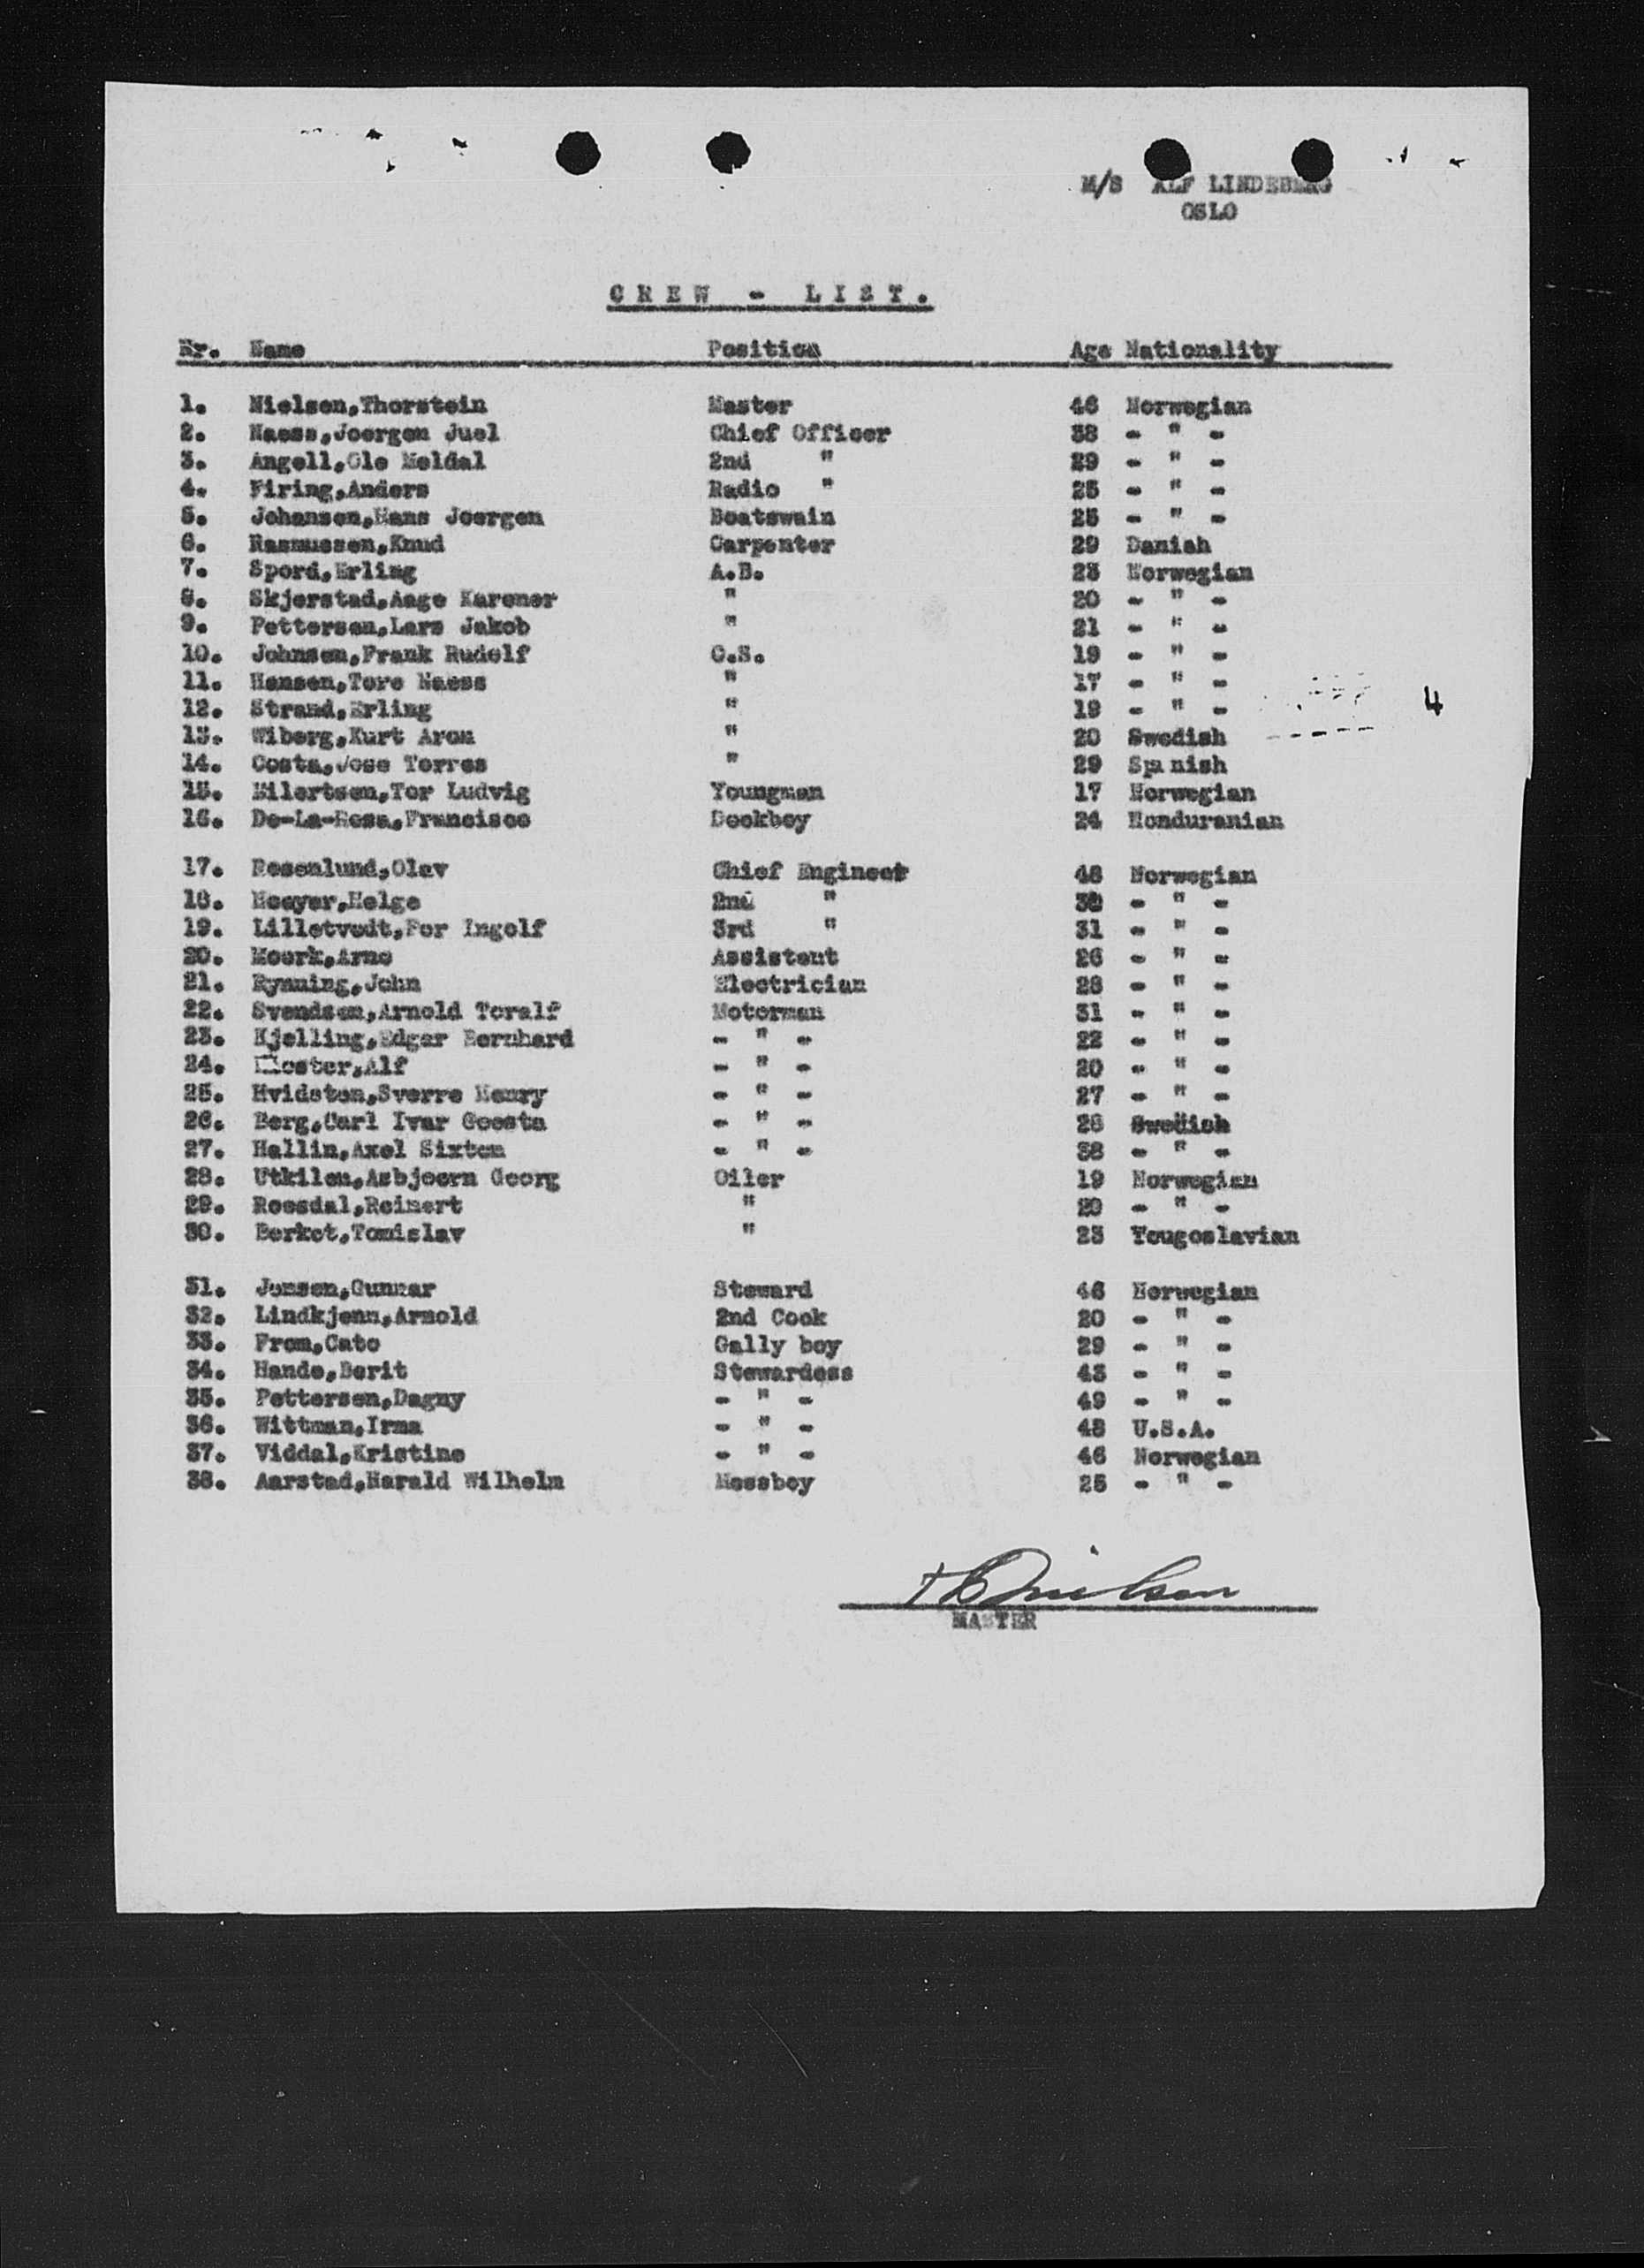 M/S ALF LINDEBERG
OSLO
CREW - LIST.
Nr. Name Position Age Nationality
1. Nielsen,Thorstein Master 46 Norwegian
2. Naess,Joergen Juel Chief Officer 38 - " -
3. Angell,Ole Meldal 2nd " 29 - " -
4. Firing,Anders Radio " 25 - " -
5. Johansen,Hans Joergen Boatswain 25 - " -
6. Rasmussen,Knud Carpenter 29 Danish
7. Spord,Erling A.B. 23 Norwegian
8. Skjerstad,Aage Karener " 20 - " -
9. Pettersen,Lars Jakob " 21 - " -
10. Johnsen,Frank Rudolf O.S. 19 - " -
11. Hansen,Tore Naess " 17 - " -
12. Strand,Erling " 19 - " - 4
13. Wiberg,Kurt Aron " 20 Swedish
14. Costa,Jose Torres " 29 Spanish
15. Eilertsen,Tor Ludvig Youngman 17 Norwegian
16. De-La-Rosa,Francisco Deckboy 24 Honduranian
17. Rosenlund,Olav Chief Engineer 48 Norwegian
18. Hoeyer,Helge 2nd " - " -
19. Lilletvedt,Per Ingolf 3rd " 31 - " -
20. Moerk,Arne Assistent 26 - " -
21. Rynning,John Electrician 28 - " -
22. Svendsen,Arnold Toralf Motorman 31 - " -
23. Kjelling,Edgar Bernhard - " - 22 - " -
24. Alf - " - 20 - " -
25. Hvidsten,Sverre Henry - " - 27 - " -
26. Berg,Carl Ivar Goesta - " - 28 Swedish
27. Hallin,Axel Sixten - " - 38 - " -
28. Utkilen,Asbjoern Georg Oiler 19 Norwegian
29. Roesdal,Reinert " 20 - " -
30. Berket,Tomislav " 23 Yougoslavian
31. Jensen,Gunnar Steward 46 Norwegian
32. Lindkjenn,Arnold 2nd Cook 20 - " -
33. From,Cato Gally boy 29 - " -
34. Hande,Berit Stewardess 43 - " -
35. Pettersen,Dagny - " - 49 - " -
36. Wittman,Irma - " - 48 U.S.A.
37. Viddal,Kristine - " - 46 Norwegian
38. Aarstad,Harald Wilhelm Messboy 25 - " -
Th Nielsen
MASTER